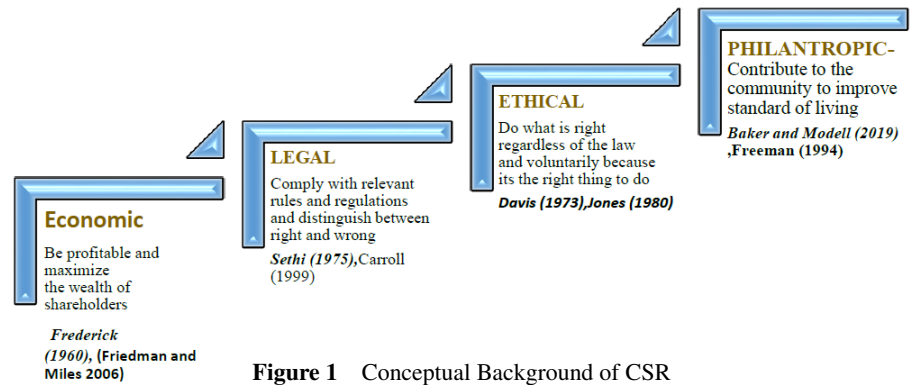 Economic
Be profitable and
maximize
the wealth of
shareholders
Frederick
(1960), (Friedman and
Miles 2006)
LEGAL
Comply with relevant
rules and regulations
and distinguish between
right and wrong
Sethi (1975),Carroll
(1999)
ETHICAL
Do what is right
regardless of the law
and voluntarily because
its the right thing to do
Davis (1973),Jones (1980)
PHILANTROPIC-
Contribute to the
community to improve
standard of living
Baker and Modell (2019)
,Freeman (1994)
Figure 1 Conceptual Background of CSR